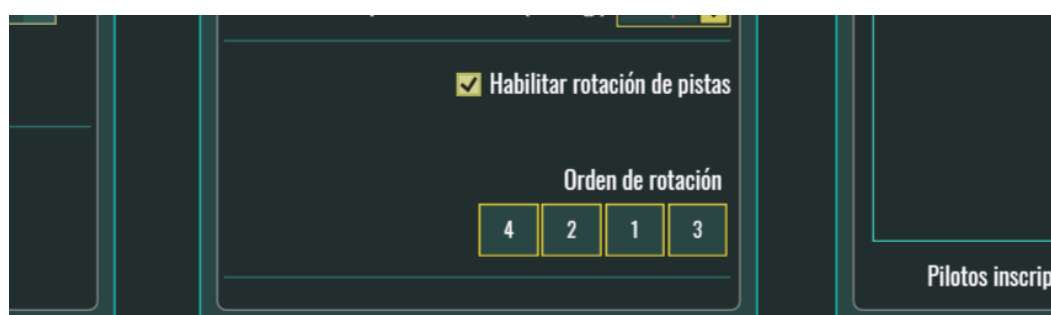 Habilitar rotación de pistas
Orden de rotación
4 2 1 3
Pilotos inscrip